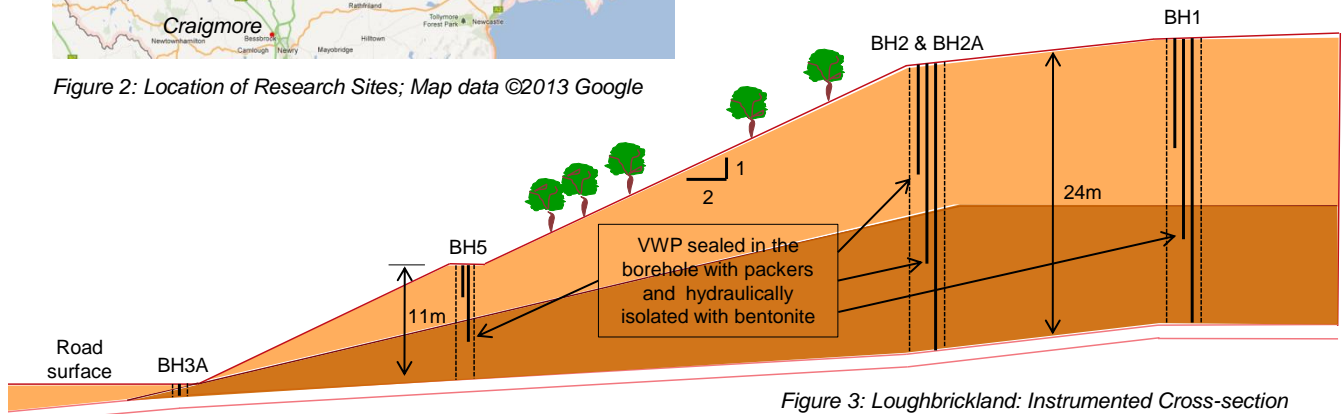 Rathfriland
Craigmore
Tollymore
Forest Park
Newcastle
Newtownhamilton
Bessbrook
Camlough
Newry
Mayobridge
Hilltown
Figure 2: Location of Research Sites; Map data ©2013 Google
BH1
BH2 & BH2A
1
2
24m
BH5
VWP sealed in the
borehole with packers
and hydraulically
isolated with bentonite
11m
Road
surface
BH3A
Figure 3: Loughbrickland: Instrumented Cross-section